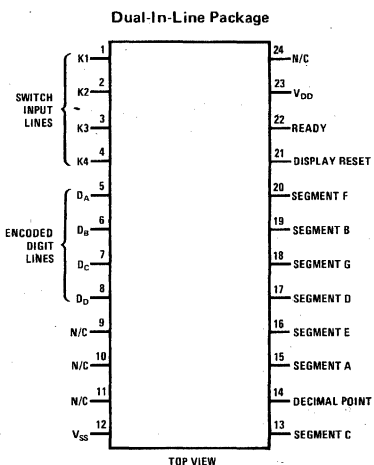 Dual-In-Line Package
SWITCH
INPUT
LINES
K1 1
K2 2
K3 3
K4 4
ENCODED
DIGIT
LINES
DA 5
DB 6
DC 7
DD 8
N/C 9
N/C 10
N/C 11
VSS 12
24 N/C
23 VDD
22 READY
21 DISPLAY RESET
20 SEGMENT F
19 SEGMENT B
18 SEGMENT G
17 SEGMENT D
16 SEGMENT E
15 SEGMENT A
14 DECIMAL POINT
13 SEGMENT C
TOP VIEW